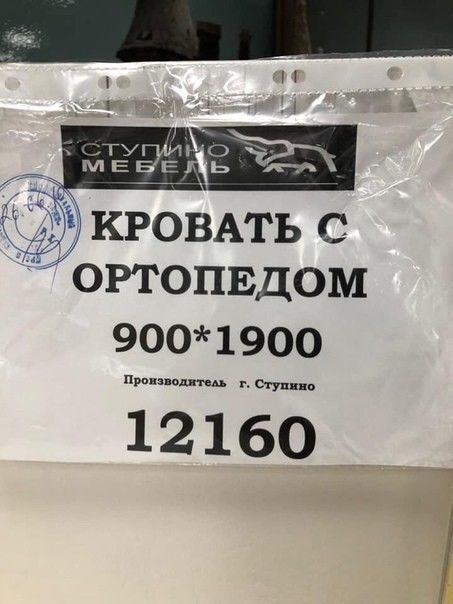 СТУПИНО
МЕБЕЛЬ
КРОВАТЬ С
ОРТОПЕДОМ
900*1900
Производитель г. Ступино
12160